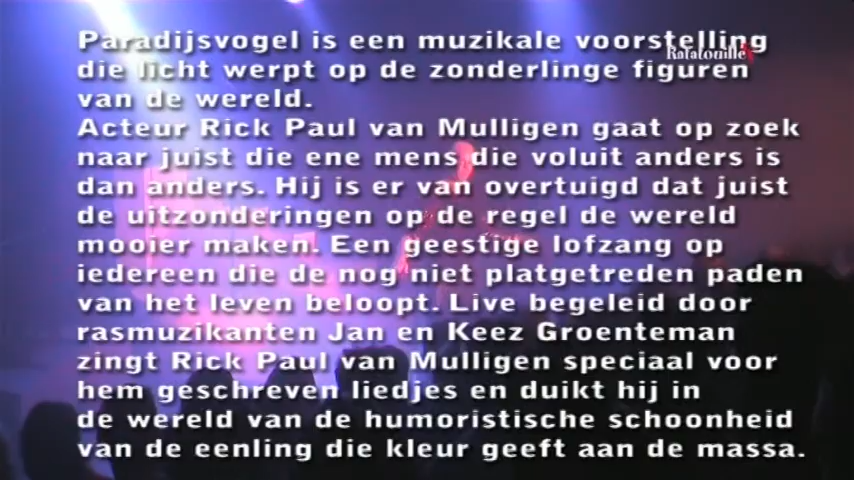 Paradijsvogel is een muzikale voorstelling
Ratatouille
die licht werpt op de zonderlinge figuren
van de wereld.
Acteur Rick Paul van Mulligen gaat op zoek
naar juist die ene mens die voluit anders is
dan anders. Hij is er van overtuigd dat juist
de uitzonderingen op de regel de wereld
mooier maken. Een geestige lofzang op
iedereen die de nog niet platgetreden paden
van het leven beloopt. Live begeleid door
rasmuzikanten Jan en Keez Groenteman
zingt Rick Paul van Mulligen speciaal voor
hem geschreven liedjes en duikt hij in
de wereld van de humoristische schoonheid
van de eenling die kleur geeft aan de massa.